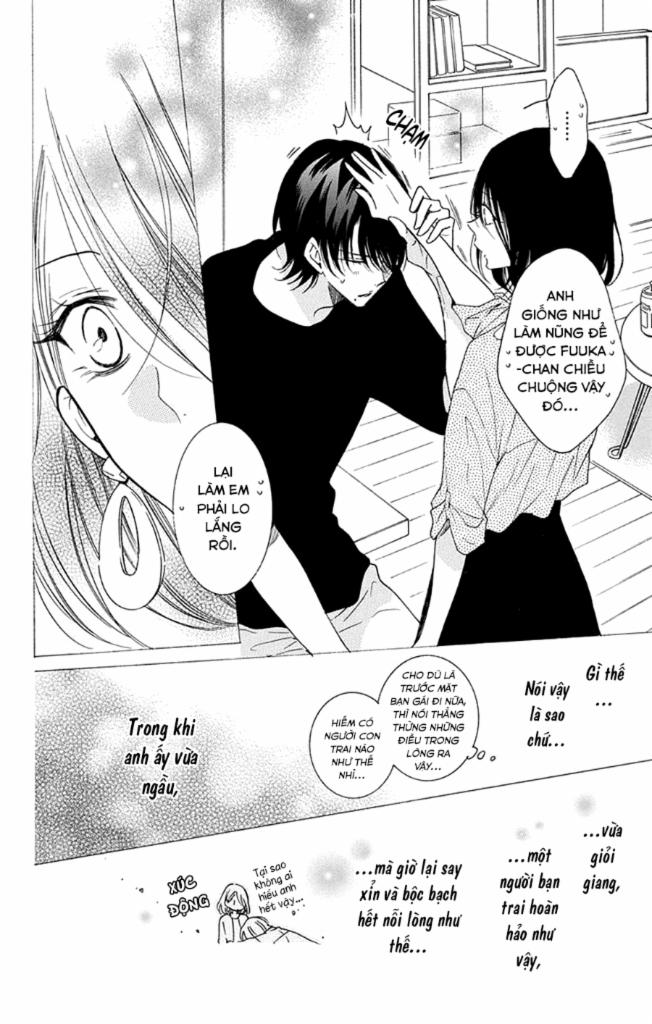 ........
CHẠM
ANH
GIỐNG NHƯ
LÀM NŨNG ĐỂ
ĐƯỢC FUUKA
-CHAN CHIỀU
CHUỘNG VẬY
ĐÓ...
LẠI
LÀM EM
PHẢI LO
LẮNG
RỒI.
Gì thế
...
Nói vậy
là sao
chứ...
CHO DÙ LÀ
TRƯỚC MẶT
BẠN GÁI ĐI NỮA,
THÌ NÓI THẲNG
THỪNG NHỮNG
ĐIỀU TRONG
LÒNG RA
VẬY...
HIẾM CÓ
NGƯỜI CON
TRAI NÀO
NHƯ THẾ
NHỈ...
Trong khi
anh ấy vừa
ngầu,
...vừa
giỏi
giang,
...một
người bạn
trai hoàn
hảo như
vậy,
...mà giờ lại say
xỉn và bộc bạch
hết nỗi lòng như
thế...
Tại sao
không ai
hiểu anh
hết vậy...
XÚC
ĐỘNG